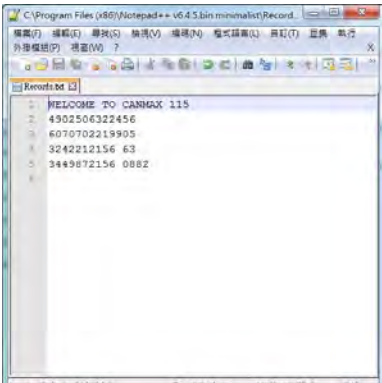 C:\Program Files (x86)\Notepad++ v6.4.5.bin.minimalist\Record
檔案(F) 編輯(E) 尋找(S) 檢視(V) 編碼(N) 程式語言(L) 自訂(T) 巨集 執行
外掛模組(P) 視窗(W) ? X
Records.txt
1 WELCOME TO CANMAX 115
2 4902506322456
3 6070702219905
4 3242212156 63
5 3449872156 0882
6